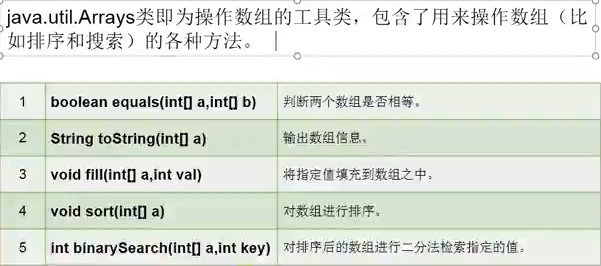 java.util.Arrays类即为操作数组的工具类，包含了用来操作数组（比
如排序和搜索）的各种方法。
1 boolean equals(int[] a,int[] b) 判断两个数组是否相等。
2 String toString(int[] a) 输出数组信息。
3 void fill(int[] a,int val) 将指定值填充到数组之中。
4 void sort(int[] a) 对数组进行排序。
5 int binarySearch(int[] a,int key) 对排序后的数组进行二分法检索指定的值。